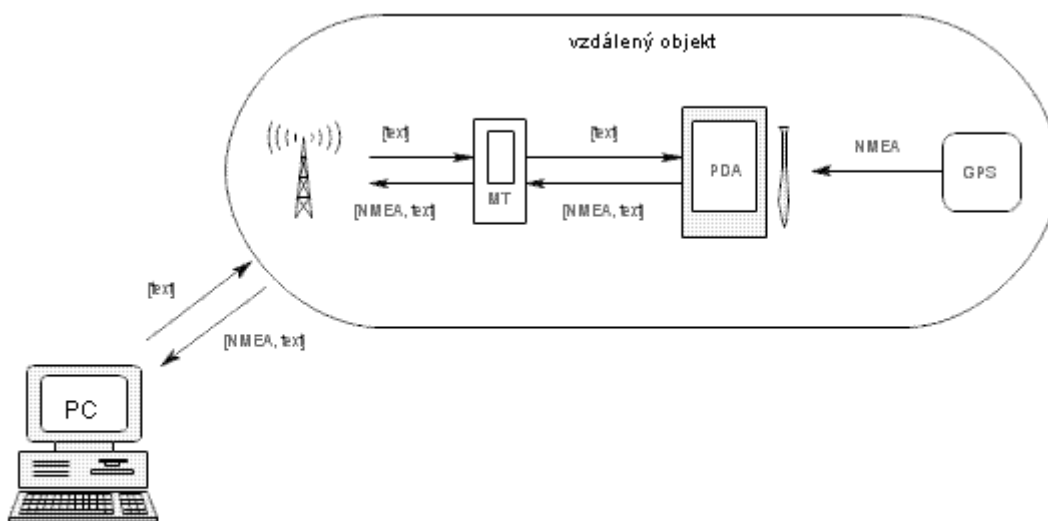 vzdálený objekt
[text]
[text]
NMEA
PDA
GPS
MT
[NMEA, text]
[NMEA, text]
[text]
[NMEA, text]
PC